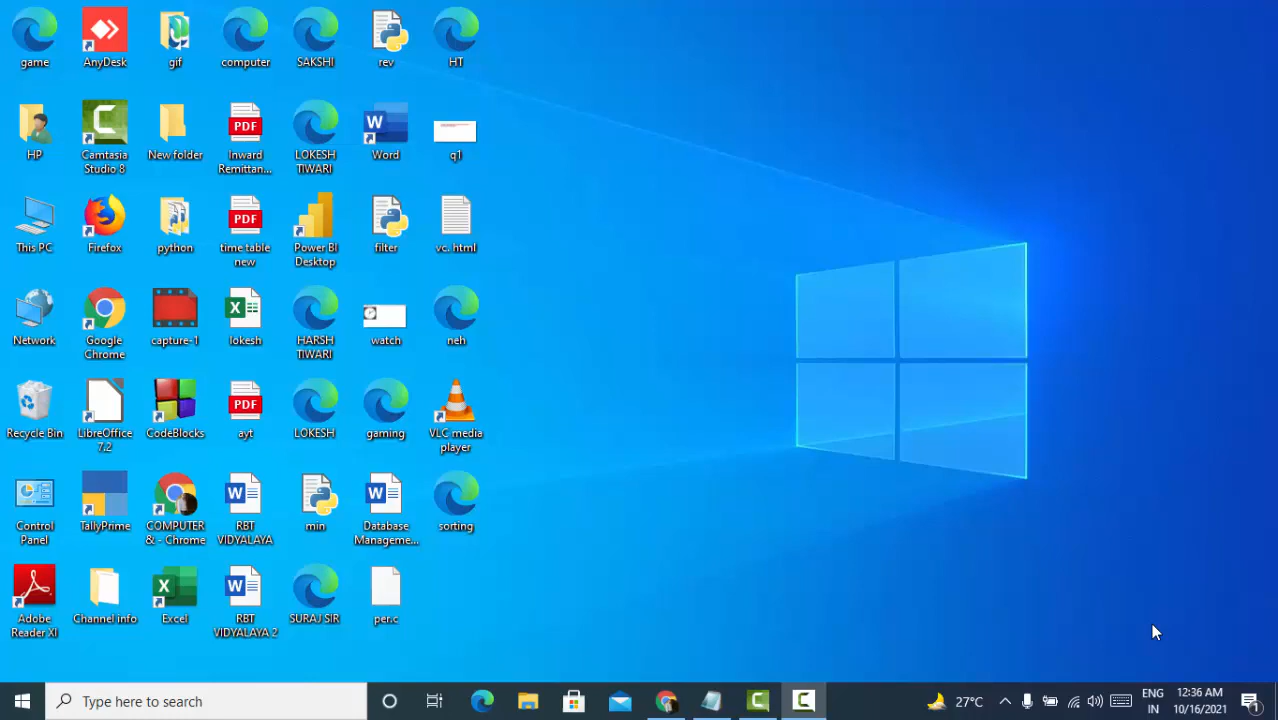 game
AnyDesk
gif
computer
SAKSHI
rev
HT
HP
Camtasia
Studio 8
New folder
PDF
Inward
Remittan...
LOKESH
TIWARI
Word
q1
This PC
Firefox
python
PDF
time table
new
Power BI
Desktop
filter
vc. html
Network
Google
Chrome
capture-1
lokesh
HARSH
TIWARI
watch
neh
Recycle Bin
LibreOffice
7.2
CodeBlocks
PDF
ayt
LOKESH
gaming
VLC media
player
Control
Panel
TallyPrime
COMPUTER
& - Chrome
RBT
VIDYALAYA
min
Database
Manageme...
sorting
Adobe
Reader XI
Channel info
Excel
RBT
VIDYALAYA 2
SURAJ SIR
per.c
Type here to search
27°C
ENG
IN
12:36 AM
10/16/2021
1